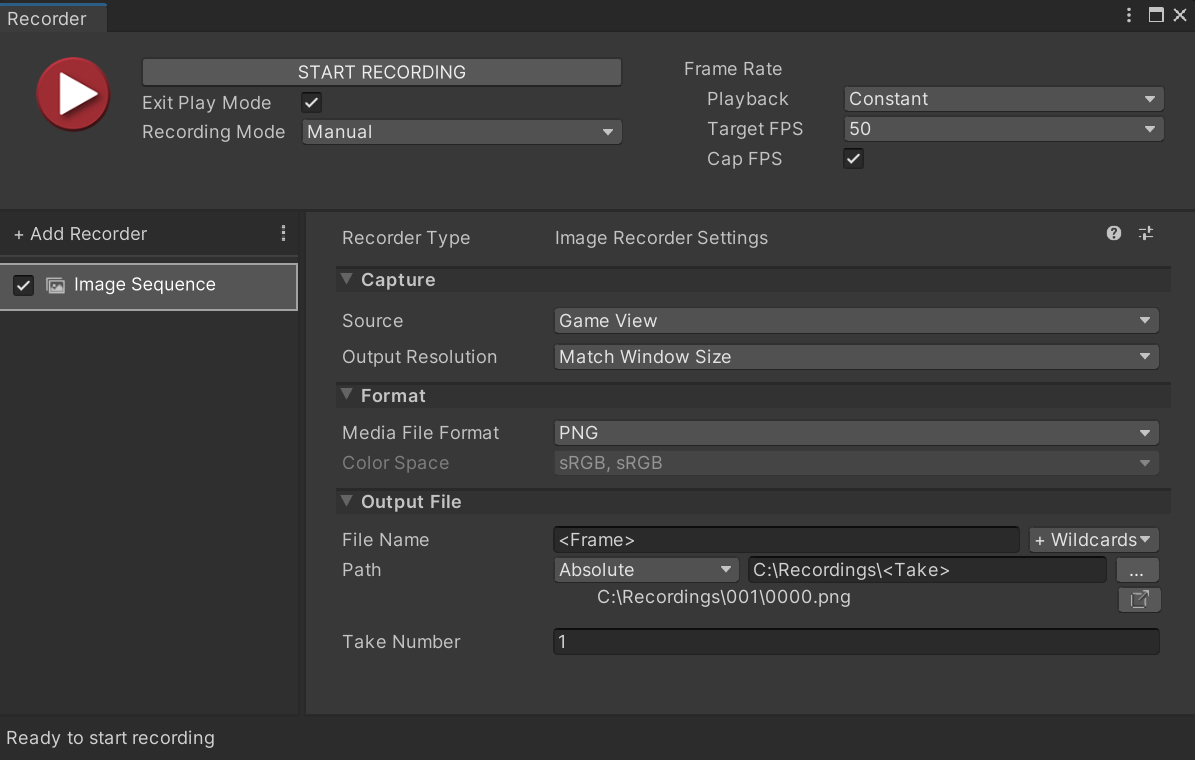 Recorder
START RECORDING
Exit Play Mode
Recording Mode Manual
Frame Rate
Playback Constant
Target FPS 50
Cap FPS
+ Add Recorder
Image Sequence
Recorder Type Image Recorder Settings
Capture
Source Game View
Output Resolution Match Window Size
Format
Media File Format PNG
Color Space sRGB, sRGB
Output File
File Name <Frame> + Wildcards
Path Absolute C:\Recordings\<Take> ...
C:\Recordings\001\0000.png
Take Number 1
Ready to start recording